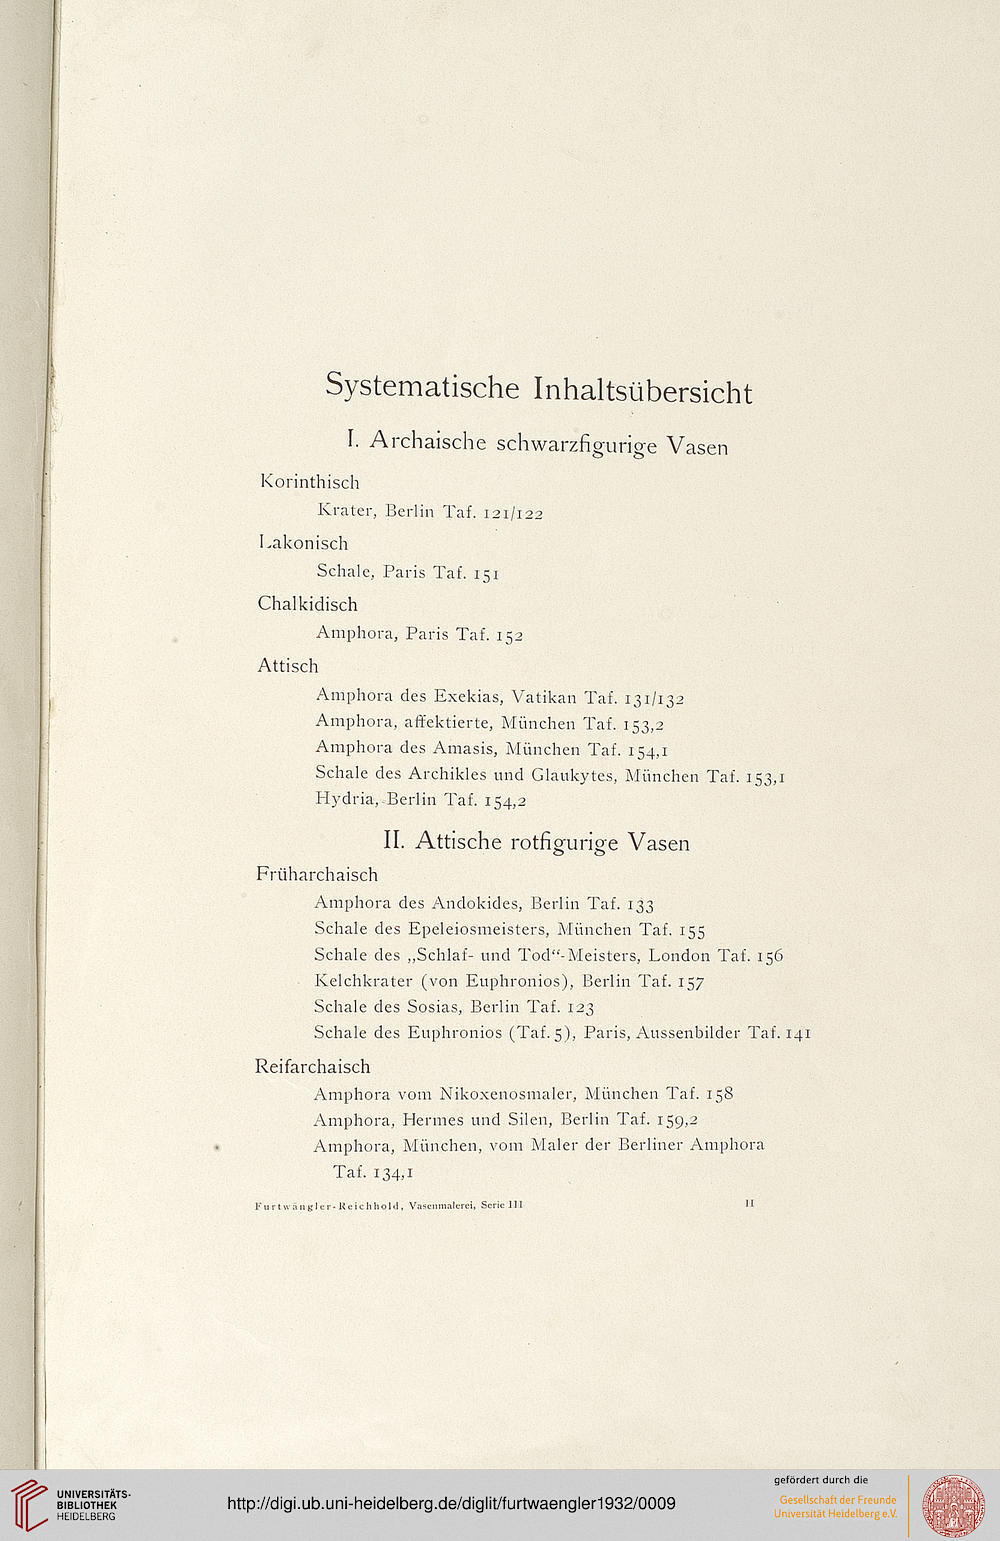 Systematische Inhaltsübersicht
I. Archaische schwarzfigurige Vasen
Korinthisch
Krater, Berlin Taf. 121/122
Lakonisch
Schale, Paris Taf. 151
Chalkidisch
Amphora, Paris Taf. 152
Attisch
Amphora des Exekias, Vatikan Taf. 131/132
Amphora, affektierte, München Taf. 153,2
Amphora des Amasis, München Taf. 154,1
Schale des Archikles und Glaukytes, München Taf. 153,1
Hydria, Berlin Taf. 154,2
II. Attische rotfigurige Vasen
Früharchaisch
Amphora des Andokides, Berlin Taf. 133
Schale des Epeleiosmeisters, München Taf. 155
Schale des „Schlaf- und Tod“-Meisters, London Taf. 156
Kelchkrater (von Euphronios), Berlin Taf. 157
Schale des Sosias, Berlin Taf. 123
Schale des Euphronios (Taf. 5), Paris, Aussenbilder Taf. 141
Reifarchaisch
Amphora vom Nikoxenosmaler, München Taf. 158
Amphora, Hermes und Silen, Berlin Taf. 159,2
Amphora, München, vom Maler der Berliner Amphora
Taf. 134,1
Furtwängler-Reichhold, Vasenmalerei, Serie III II
UNIVERSITÄTS-
BIBLIOTHEK
HEIDELBERG
http://digi.ub.uni-heidelberg.de/diglit/furtwaengler1932/0009
gefördert durch die
Gesellschaft der Freunde
Universität Heidelberg e.V.